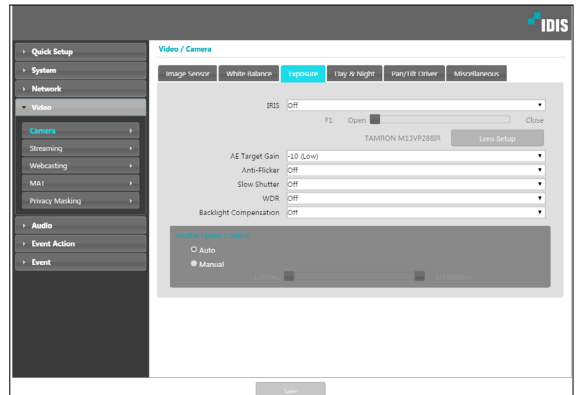 IDIS
Quick Setup
System
Network
Video
Camera
Streaming
Webcasting
MAT
Privacy Masking
Audio
Event Action
Event
Video / Camera
Image Sensor White Balance Exposure Day & Night Pan/Tilt Driver Miscellaneous
IRIS Off
F1 Open Close
TAMRON M13VP288IR Lens Setup
AE Target Gain -10 (Low)
Anti-Flicker Off
Slow Shutter Off
WDR Off
Backlight Compensation Off
Shutter Speed Control
Auto
Manual
Save